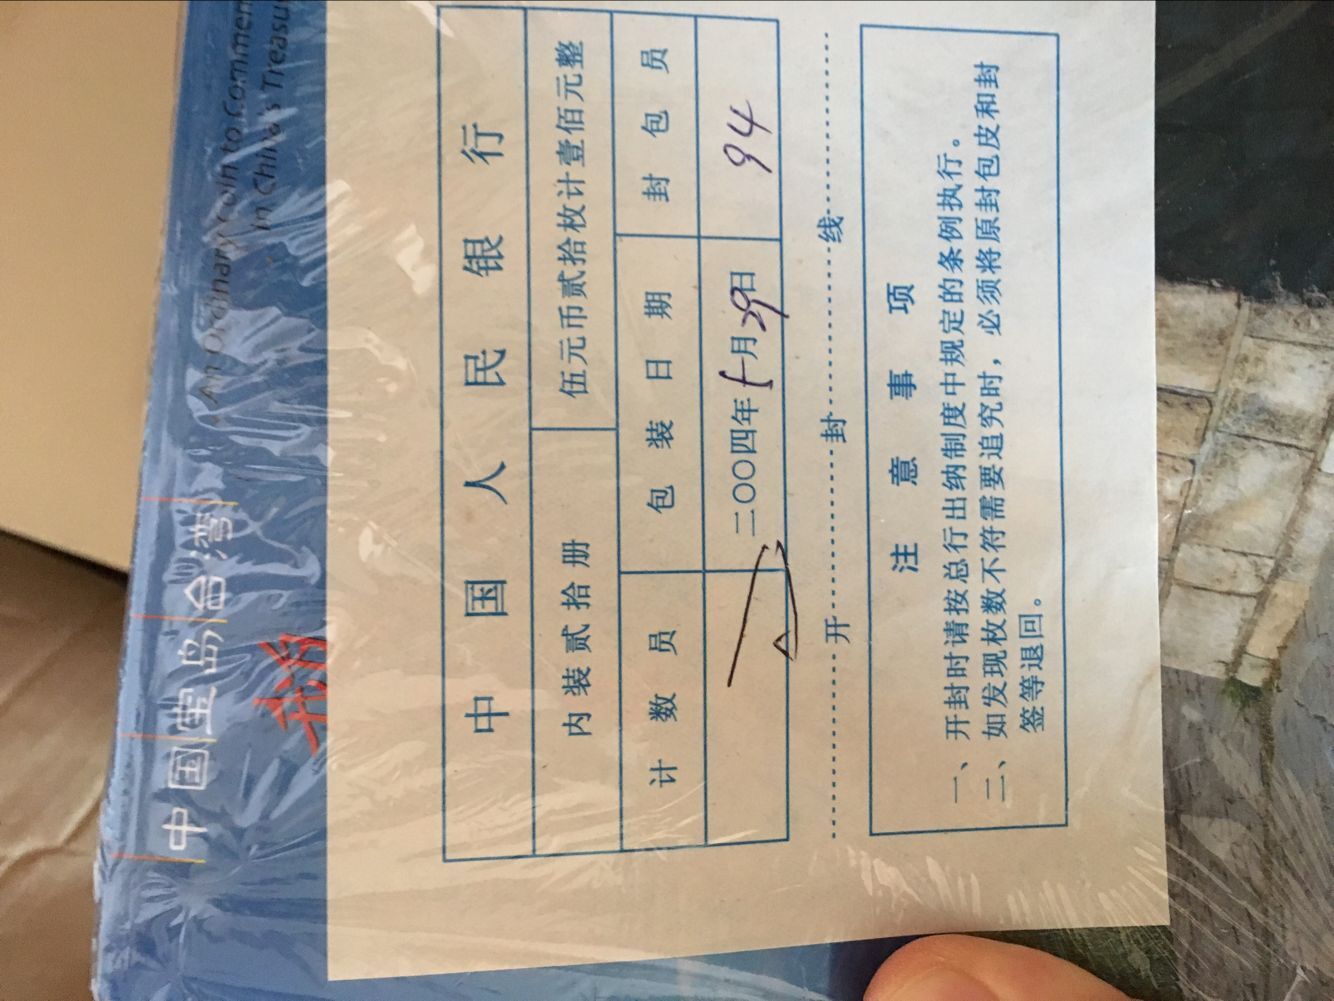 An Ordinary Coin to Commem
in China's Treasu
中国宝岛台湾
中国人民银行
内装贰拾册 伍元币贰拾枚计壹佰元整
计数员 包装日期 封包员
二〇〇四年 月29日 94
开封线
注意事项
一、开封时请按总行出纳制度中规定的条例执行。
二、如发现枚数不符需要追究时，必须将原封包皮和封
签等退回。